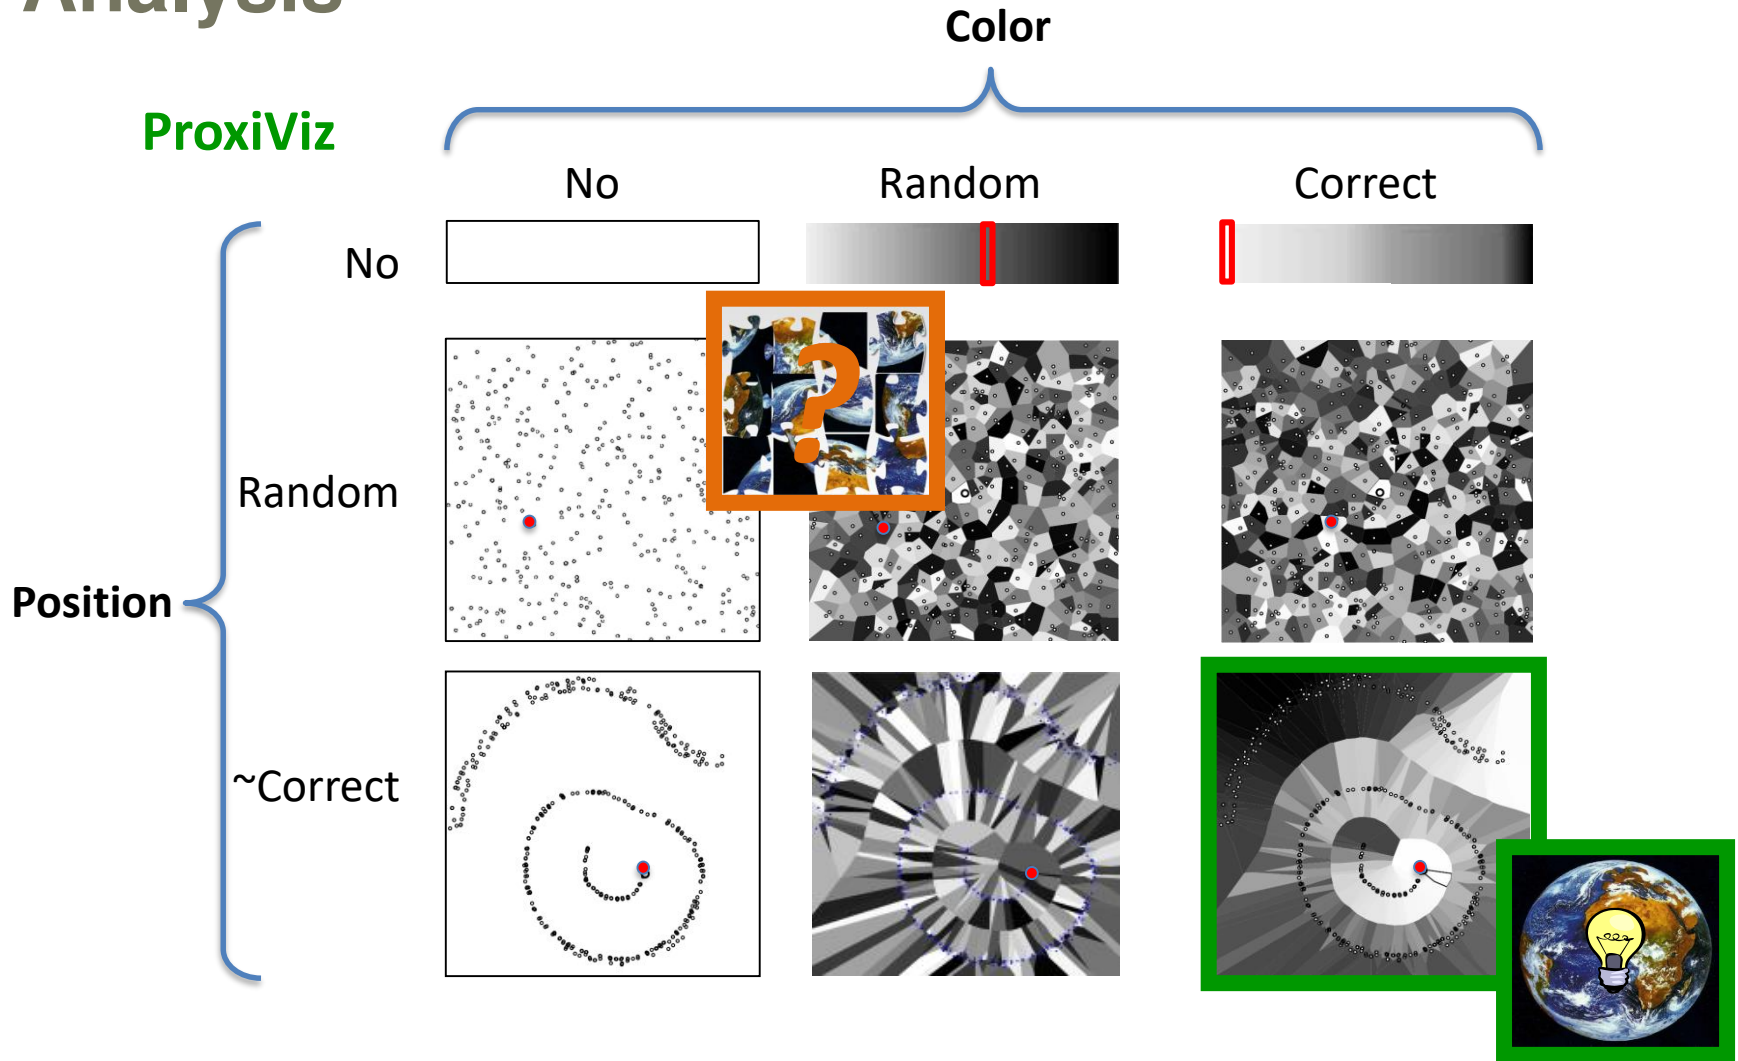 Analysis
Color
ProxiViz
No
Random
Correct
No
?
Random
Position
~Correct